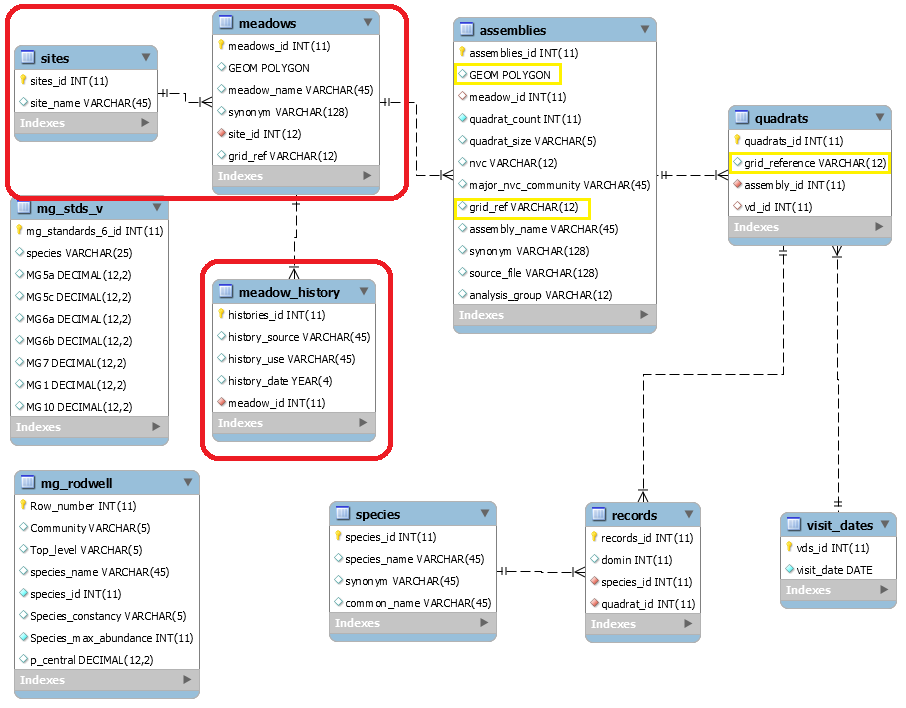 sites
sites_id INT(11)
site_name VARCHAR(45)
Indexes
meadows
meadows_id INT(11)
GEOM POLYGON
meadow_name VARCHAR(45)
synonym VARCHAR(128)
site_id INT(12)
grid_ref VARCHAR(12)
Indexes
assemblies
assemblies_id INT(11)
GEOM POLYGON
meadow_id INT(11)
quadrat_count INT(11)
quadrat_size VARCHAR(5)
nvc VARCHAR(12)
major_nvc_community VARCHAR(45)
grid_ref VARCHAR(12)
assembly_name VARCHAR(45)
synonym VARCHAR(128)
source_file VARCHAR(128)
analysis_group VARCHAR(12)
Indexes
quadrats
quadrats_id INT(11)
grid_reference VARCHAR(12)
assembly_id INT(11)
vd_id INT(11)
Indexes
mg_stds_v
mg_standards_6_id INT(11)
species VARCHAR(25)
MG5a DECIMAL(12,2)
MG5c DECIMAL(12,2)
MG6a DECIMAL(12,2)
MG6b DECIMAL(12,2)
MG7 DECIMAL(12,2)
MG1 DECIMAL(12,2)
MG10 DECIMAL(12,2)
Indexes
meadow_history
histories_id INT(11)
history_source VARCHAR(45)
history_use VARCHAR(45)
history_date YEAR(4)
meadow_id INT(11)
Indexes
mg_rodwell
Row_number INT(11)
Community VARCHAR(5)
Top_level VARCHAR(5)
species_name VARCHAR(45)
species_id INT(11)
Species_constancy VARCHAR(5)
Species_max_abundance INT(11)
p_central DECIMAL(12,2)
Indexes
species
species_id INT(11)
species_name VARCHAR(45)
synonym VARCHAR(45)
common_name VARCHAR(45)
Indexes
records
records_id INT(11)
domin INT(11)
species_id INT(11)
quadrat_id INT(11)
Indexes
visit_dates
vds_id INT(11)
visit_date DATE
Indexes